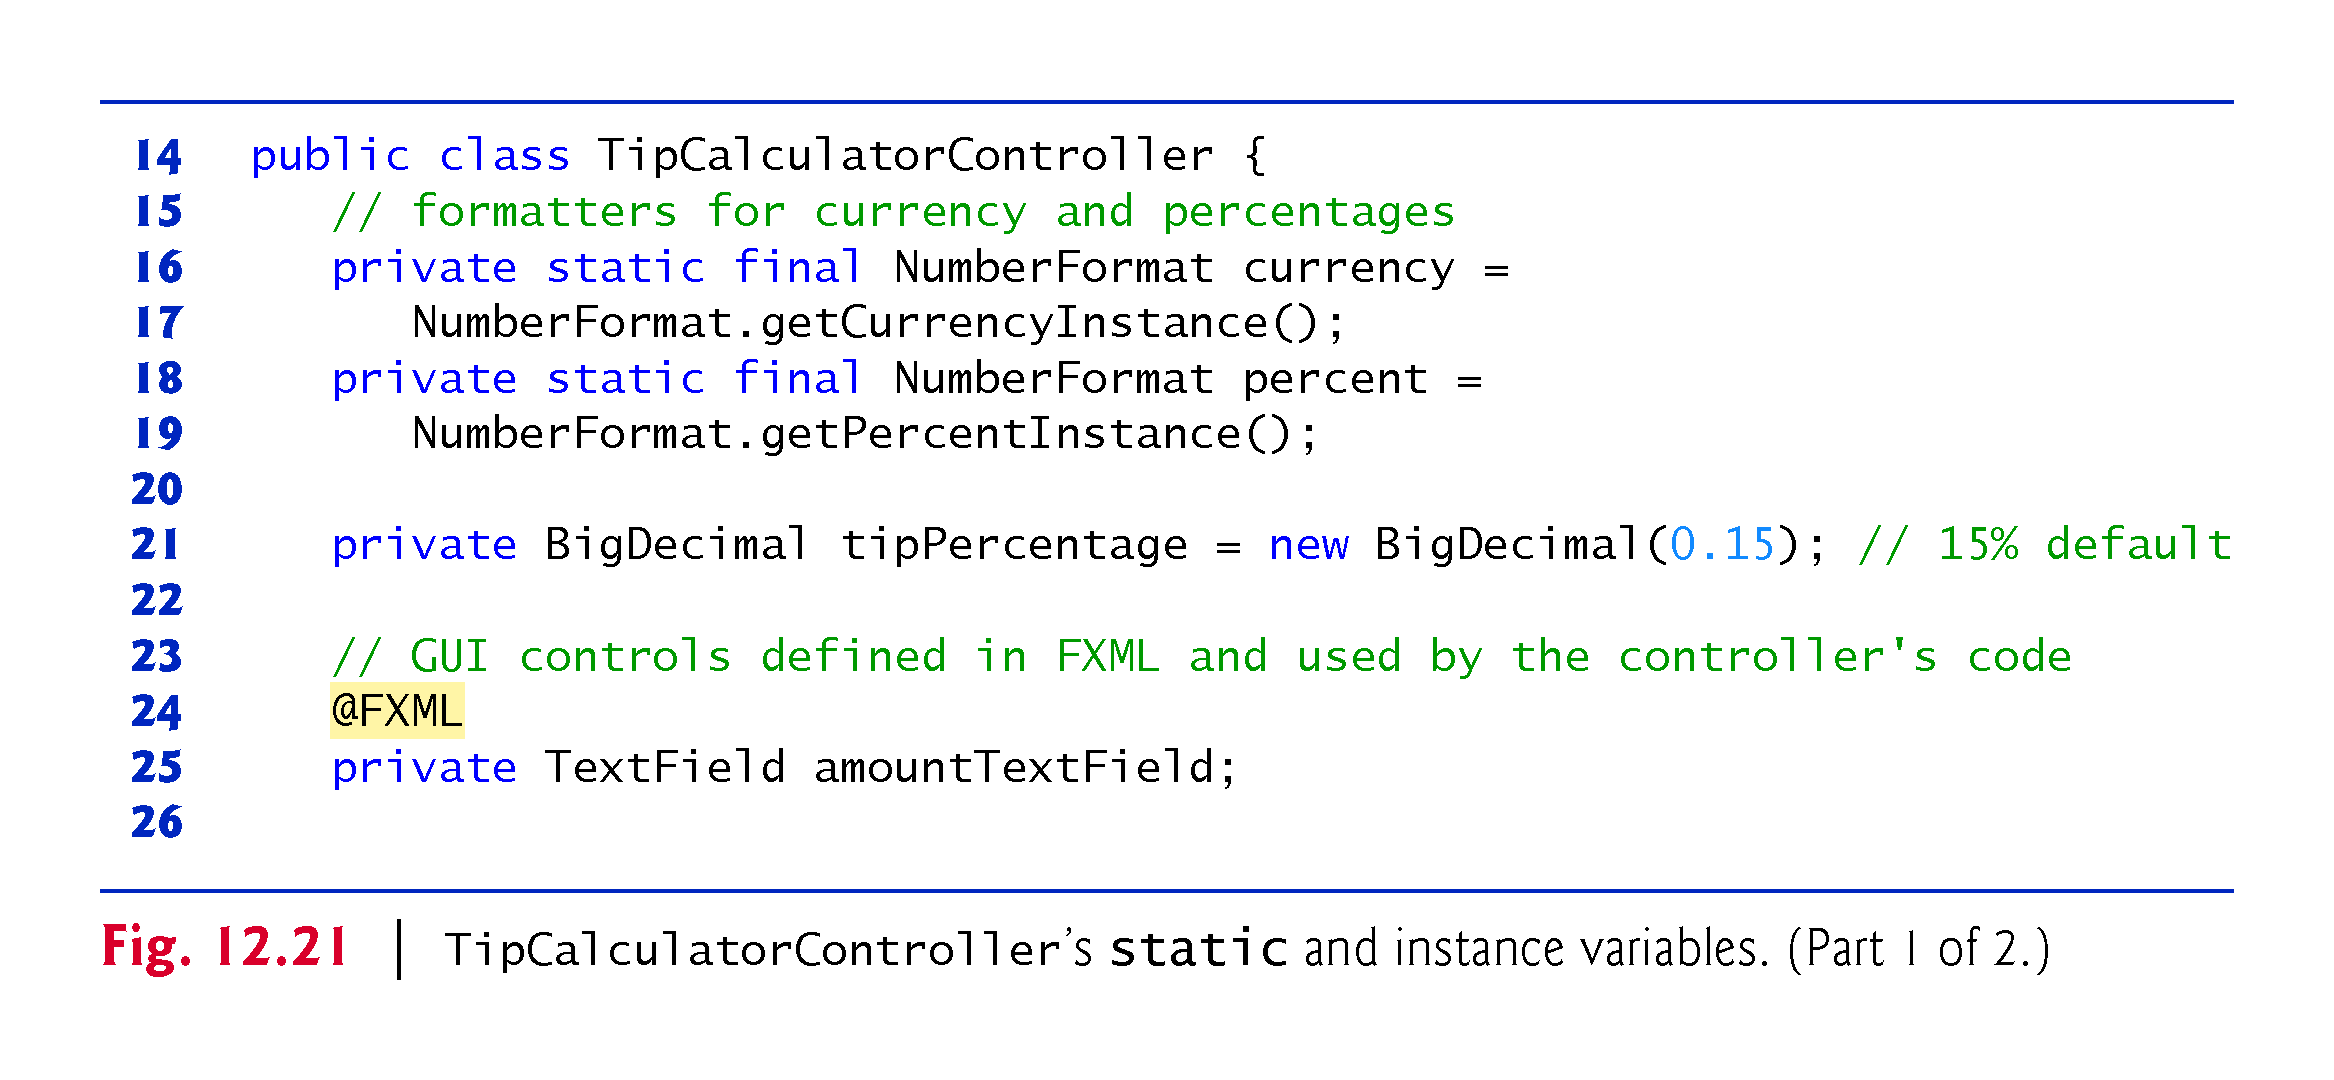 14 public class TipCalculatorController {
15 // formatters for currency and percentages
16 private static final NumberFormat currency =
17 NumberFormat.getCurrencyInstance();
18 private static final NumberFormat percent =
19 NumberFormat.getPercentInstance();
20
21 private BigDecimal tipPercentage = new BigDecimal(0.15); // 15% default
22
23 // GUI controls defined in FXML and used by the controller's code
24 @FXML
25 private TextField amountTextField;
26
Fig. 12.21 | TipCalculatorController’s static and instance variables. (Part 1 of 2.)